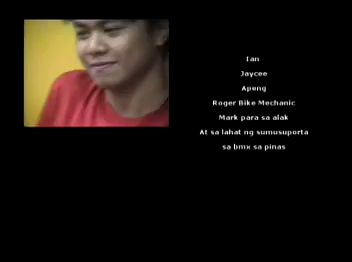 Ian
Jaycee
Apeng
Roger Bike Mechanic
Mark para sa alak
At sa lahat ng sumusuporta
sa bmx sa pinas